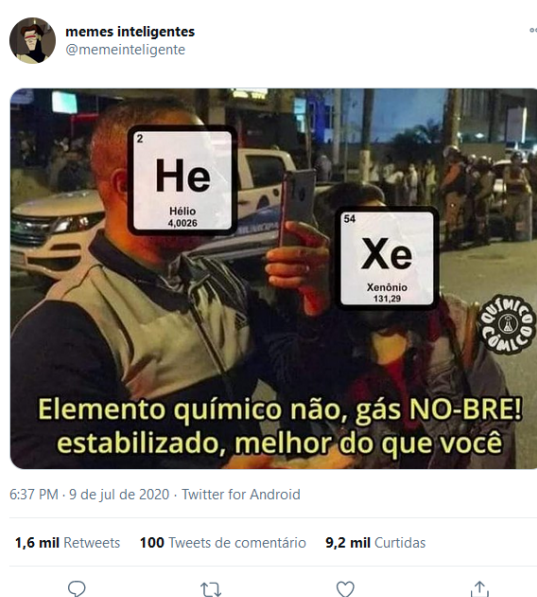 memes inteligentes
@memeinteligente
2
He
Hélio
4,0026
54
Xe
Xenônio
131,29
QUÍMICO
CÔMICO
Elemento químico não, gás NO-BRE!
estabilizado, melhor do que você
6:37 PM · 9 de jul de 2020 · Twitter for Android
1,6 mil Retweets 100 Tweets de comentário 9,2 mil Curtidas